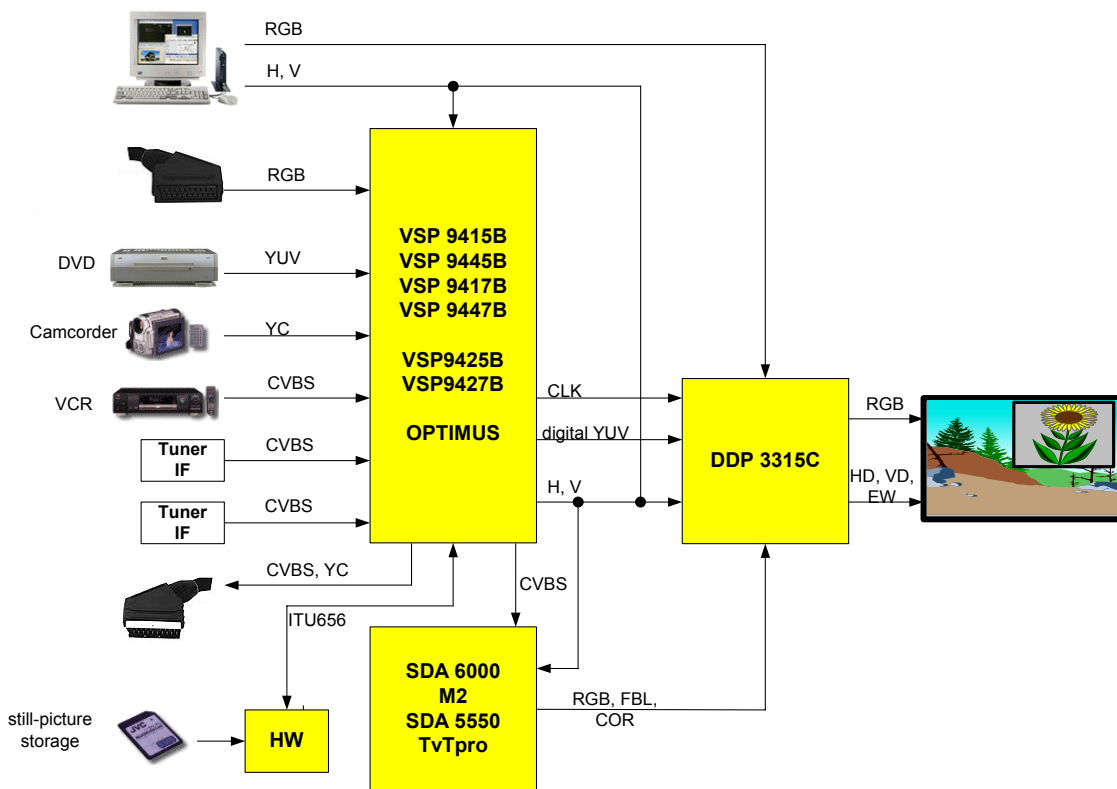 RGB
H, V
RGB
DVD
YUV
Camcorder
YC
VCR
CVBS
Tuner
IF
CVBS
Tuner
IF
CVBS
VSP 9415B
VSP 9445B
VSP 9417B
VSP 9447B
VSP9425B
VSP9427B
OPTIMUS
CLK
digital YUV
H, V
DDP 3315C
RGB
HD, VD,
EW
CVBS, YC
ITU656
CVBS
SDA 6000
M2
SDA 5550
TvTpro
RGB, FBL,
COR
still-picture
storage
JVC
HW